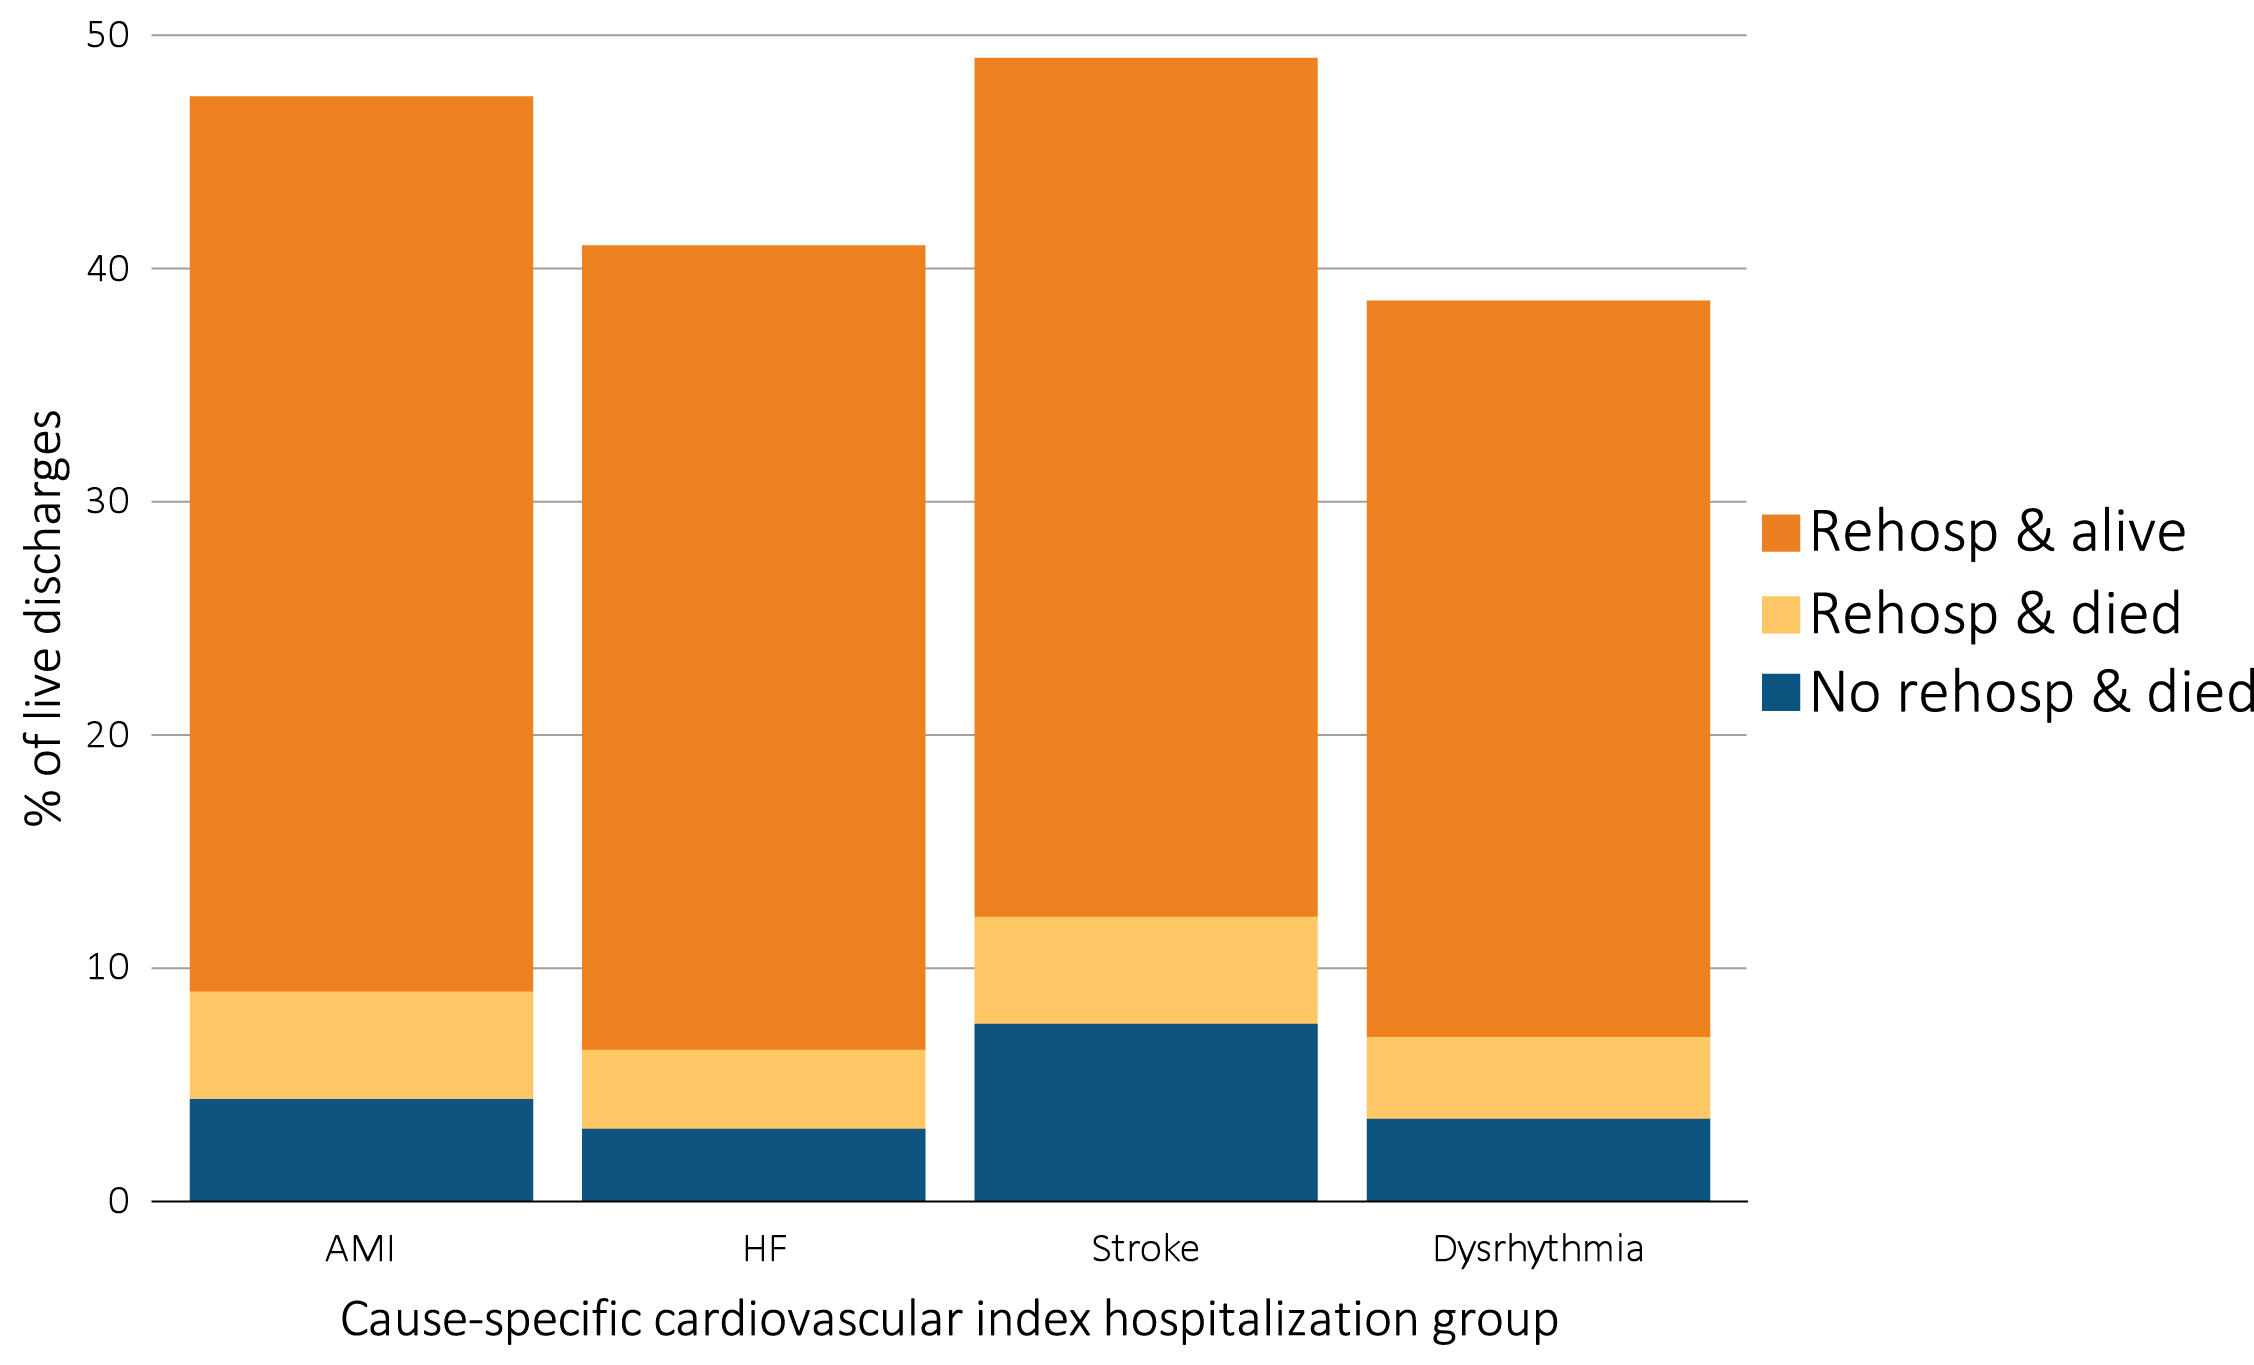 50
40
30
20
10
0
% of live discharges
AMI
HF
Stroke
Dysrhythmia
Cause-specific cardiovascular index hospitalization group
Rehosp & alive
Rehosp & died
No rehosp & died